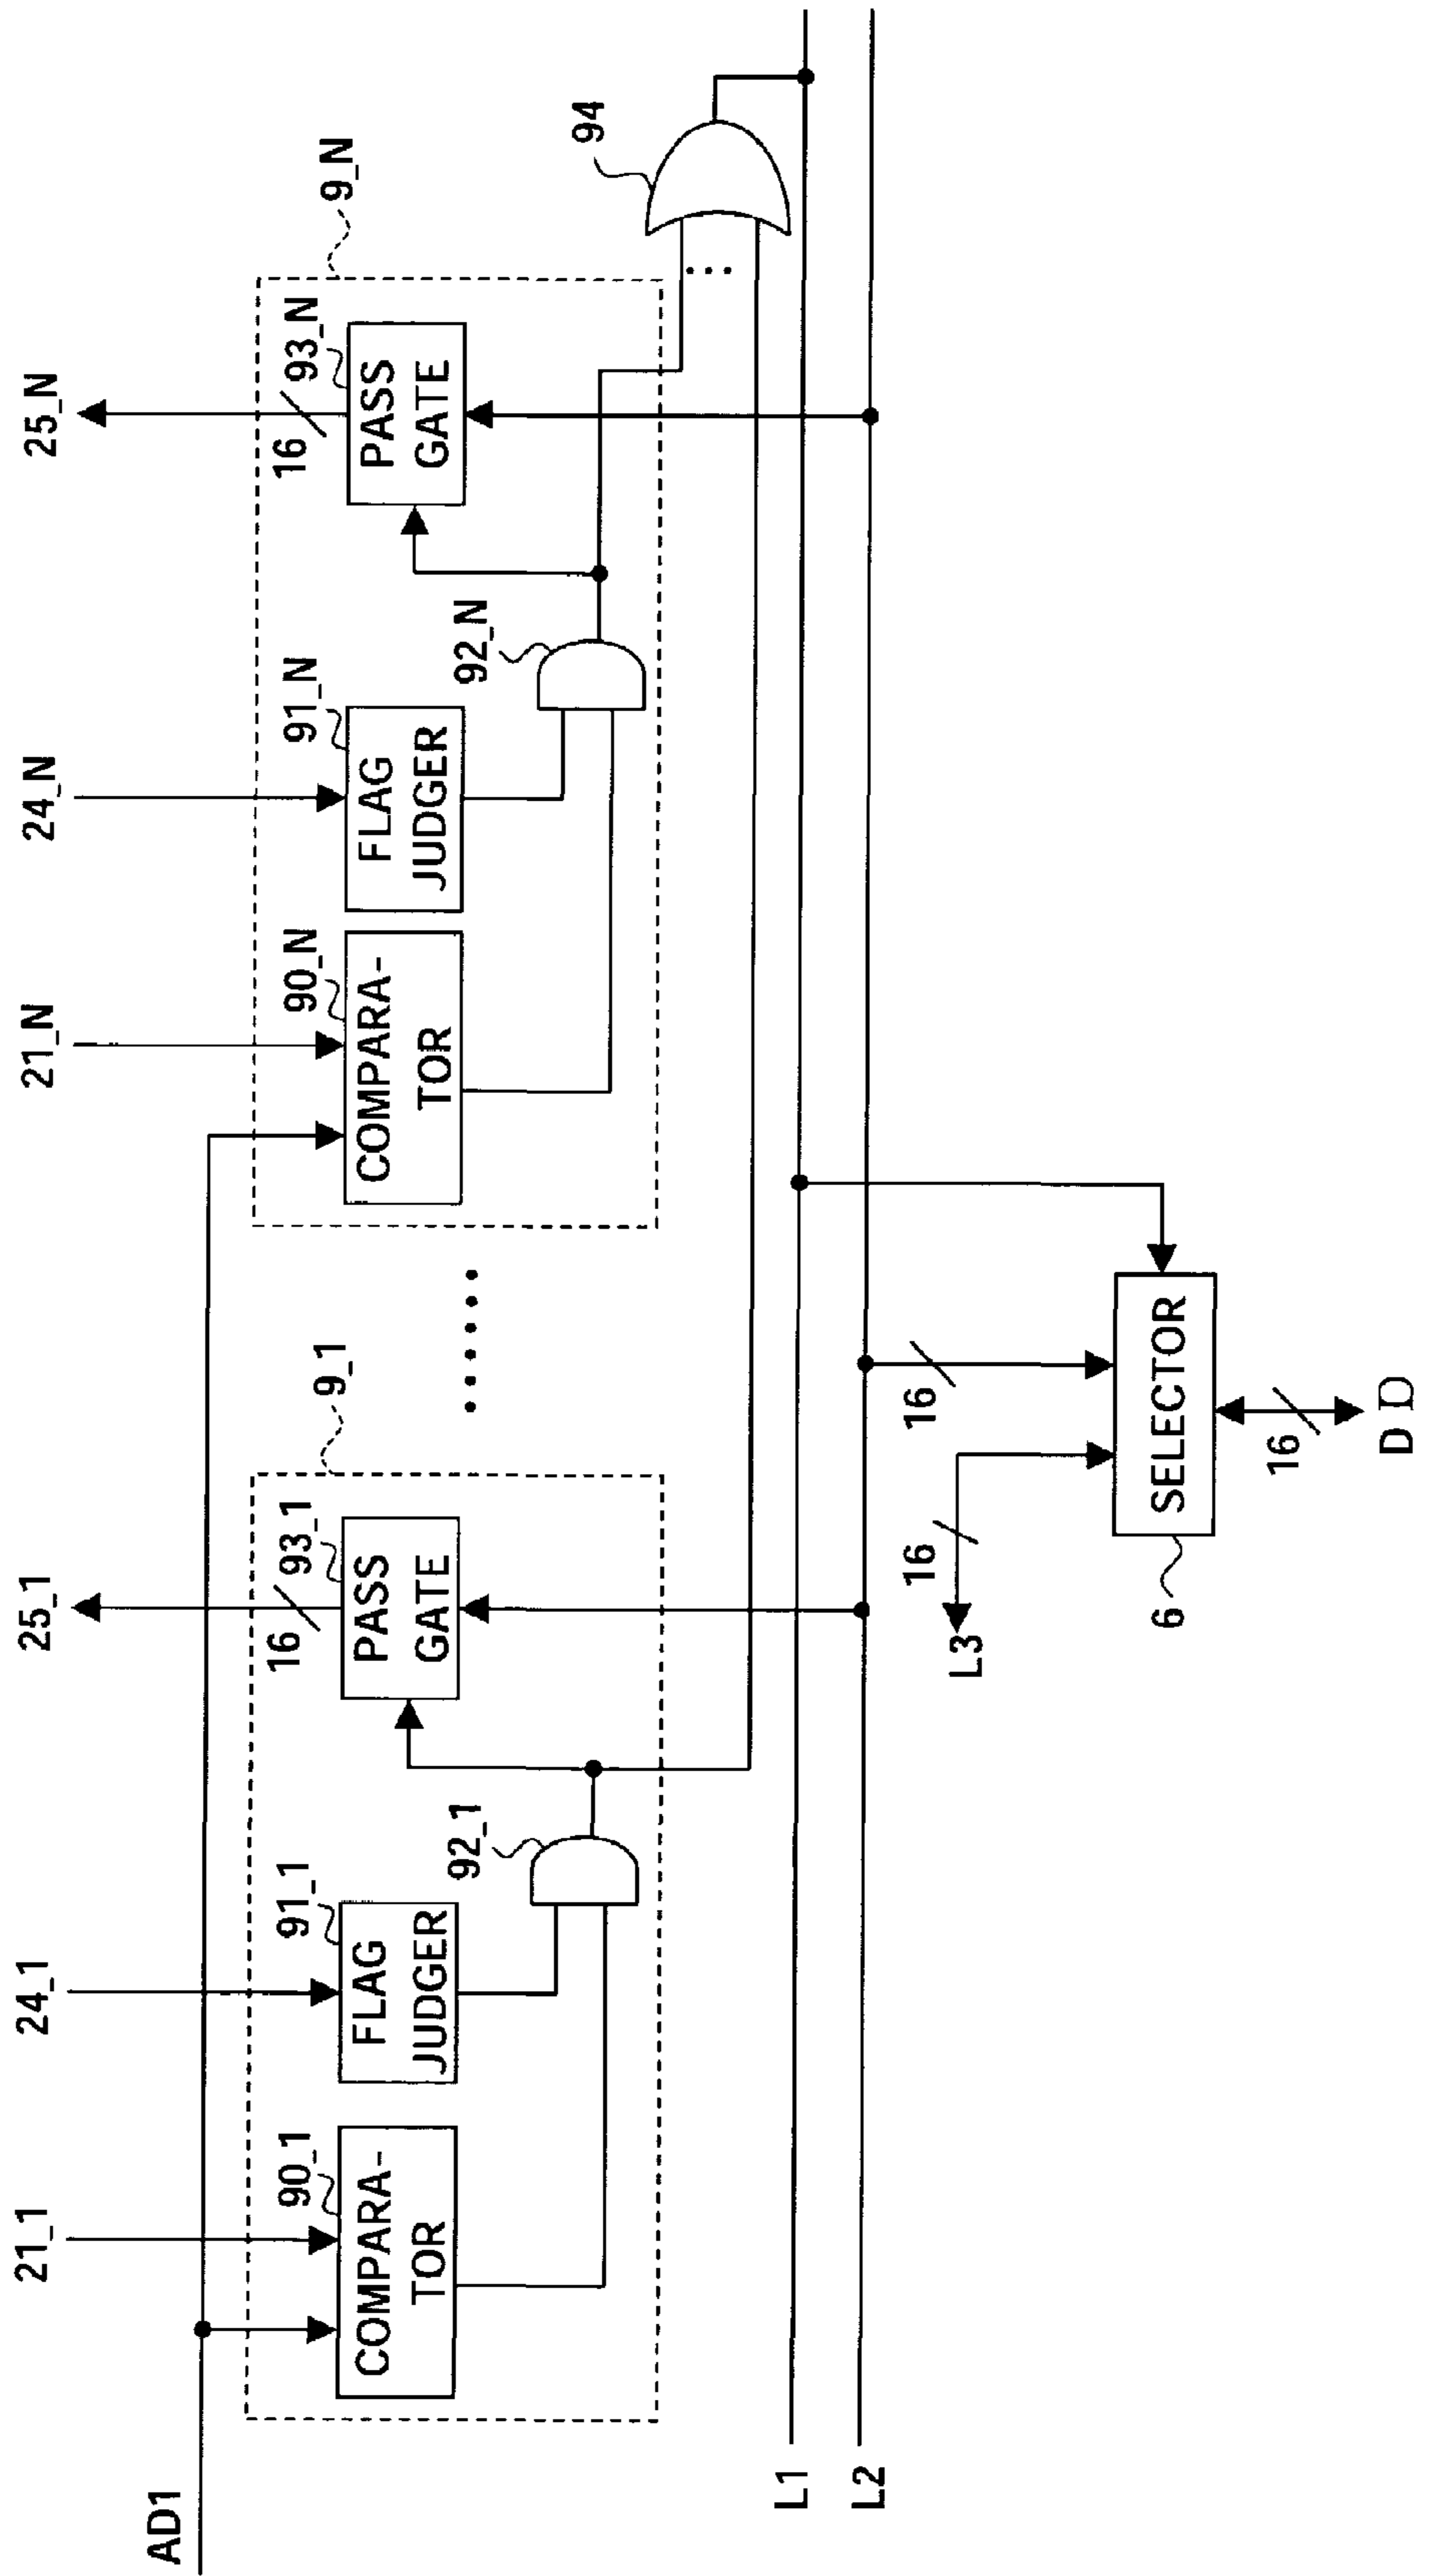 25_1
25_N
24_1
24_N
21_1
21_N
AD1
9_1
9_N
90_1
COMPARA-
TOR
91_1
FLAG
JUDGER
92_1
93_1
16
PASS
GATE
......
90_N
COMPARA-
TOR
91_N
FLAG
JUDGER
92_N
93_N
16
PASS
GATE
...
94
L1
L2
L3
16
16
SELECTOR
6
16
D D